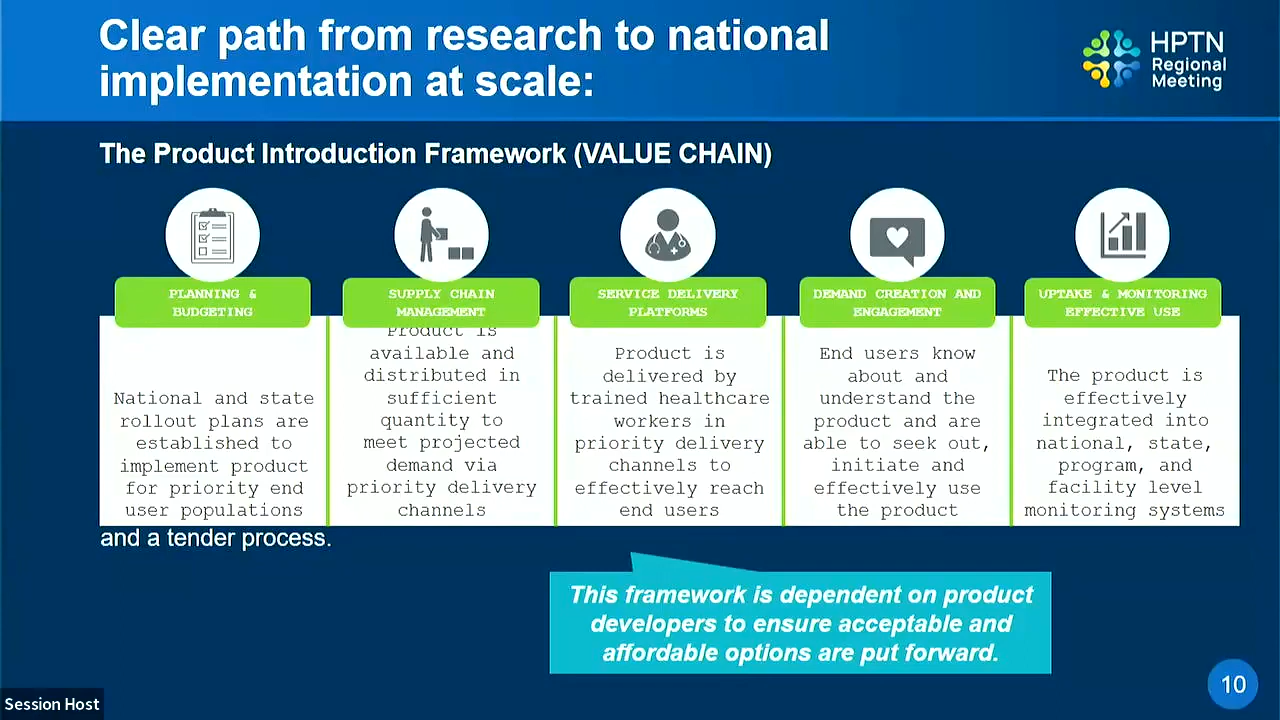 Clear path from research to national
implementation at scale:
HPTN
Regional
Meeting
The Product Introduction Framework (VALUE CHAIN)
PLANNING &
BUDGETING
National and state
rollout plans are
established to
implement product
for priority end
user populations
SUPPLY CHAIN
MANAGEMENT
Product is
available and
distributed in
sufficient
quantity to
meet projected
demand via
priority delivery
channels
SERVICE DELIVERY
PLATFORMS
Product is
delivered by
trained healthcare
workers in
priority delivery
channels to
effectively reach
end users
DEMAND CREATION AND
ENGAGEMENT
End users know
about and
understand the
product and are
able to seek out,
initiate and
effectively use
the product
UPTAKE & MONITORING
EFFECTIVE USE
The product is
effectively
integrated into
national, state,
program, and
facility level
monitoring systems
and a tender process.
This framework is dependent on product
developers to ensure acceptable and
affordable options are put forward.
10
Session Host